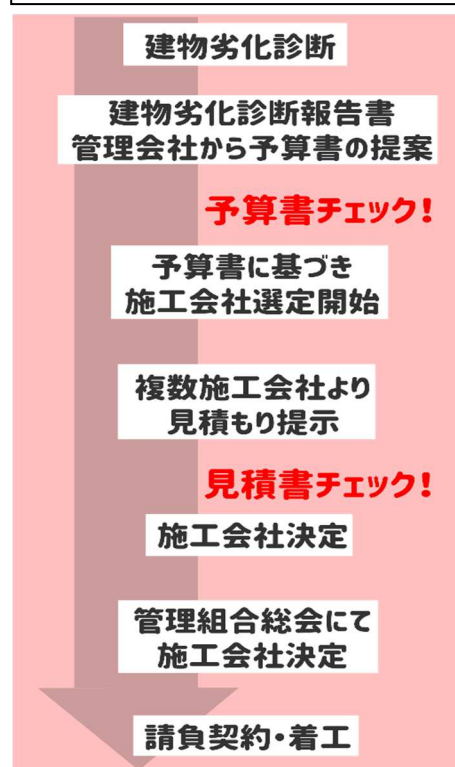 建物劣化診断
建物劣化診断報告書
管理会社から予算書の提案
予算書チェック!
予算書に基づき
施工会社選定開始
複数施工会社より
見積もり提示
見積書チェック!
施工会社決定
管理組合総会にて
施工会社決定
請負契約・着工